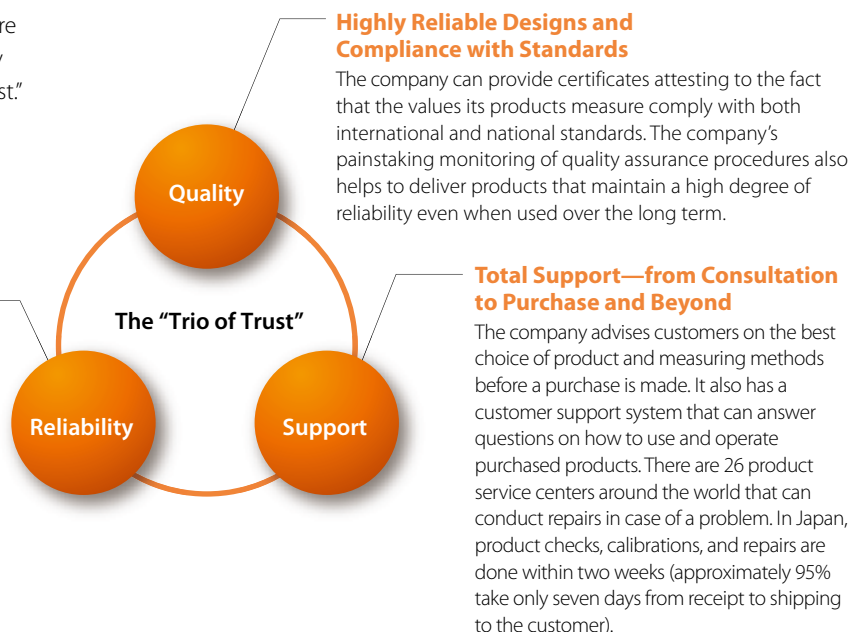 re
y
st.”
Highly Reliable Designs and
Compliance with Standards
The company can provide certificates attesting to the fact
that the values its products measure comply with both
international and national standards. The company’s
painstaking monitoring of quality assurance procedures also
helps to deliver products that maintain a high degree of
reliability even when used over the long term.
Quality
The “Trio of Trust”
Reliability
Support
Total Support—from Consultation
to Purchase and Beyond
The company advises customers on the best
choice of product and measuring methods
before a purchase is made. It also has a
customer support system that can answer
questions on how to use and operate
purchased products. There are 26 product
service centers around the world that can
conduct repairs in case of a problem. In Japan,
product checks, calibrations, and repairs are
done within two weeks (approximately 95%
take only seven days from receipt to shipping
to the customer).